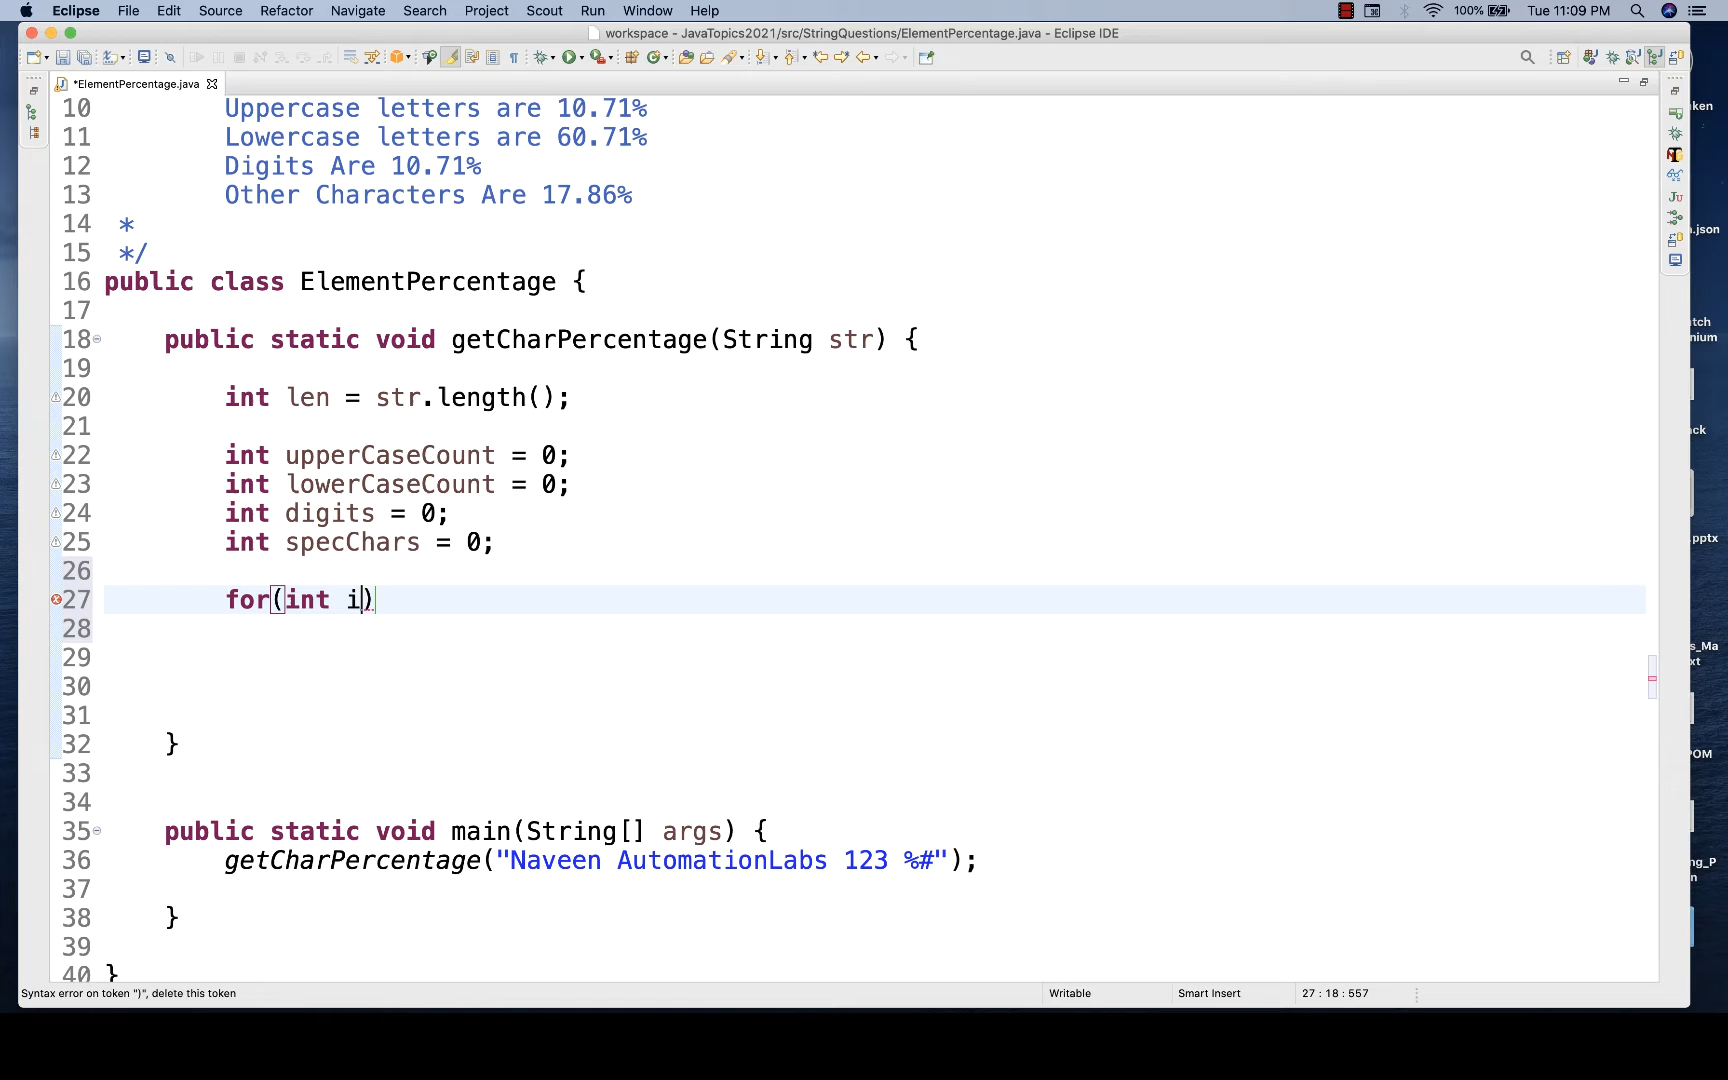 Eclipse File Edit Source Refactor Navigate Search Project Scout Run Window Help 100% Tue 11:09 PM
workspace - JavaTopics2021/src/StringQuestions/ElementPercentage.java - Eclipse IDE
*ElementPercentage.java
10 Uppercase letters are 10.71%
11 Lowercase letters are 60.71%
12 Digits Are 10.71%
13 Other Characters Are 17.86%
14 *
15 */
16 public class ElementPercentage {
17
18 public static void getCharPercentage(String str) {
19
20 int len = str.length();
21
22 int upperCaseCount = 0;
23 int lowerCaseCount = 0;
24 int digits = 0;
25 int specChars = 0;
26
27 for(int i)
28
29
30
31
32 }
33
34
35 public static void main(String[] args) {
36 getCharPercentage("Naveen AutomationLabs 123 %#");
37
38 }
39
40 }
Syntax error on token ")", delete this token Writable Smart Insert 27 : 18 : 557